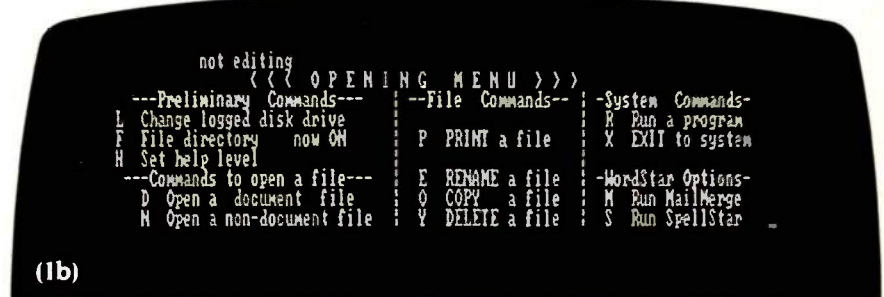 not editing
< < < O P E N I N G M E N U > > >
---Preliminary Commands--- | --File Commands-- | -System Commands-
L Change logged disk drive | | R Run a program
F File directory now ON | P PRINT a file | X EXIT to system
H Set help level | |
---Commands to open a file--- | E RENAME a file | -WordStar Options-
D Open a document file | O COPY a file | M Run MailMerge
N Open a non-document file | Y DELETE a file | S Run SpellStar
(1b)